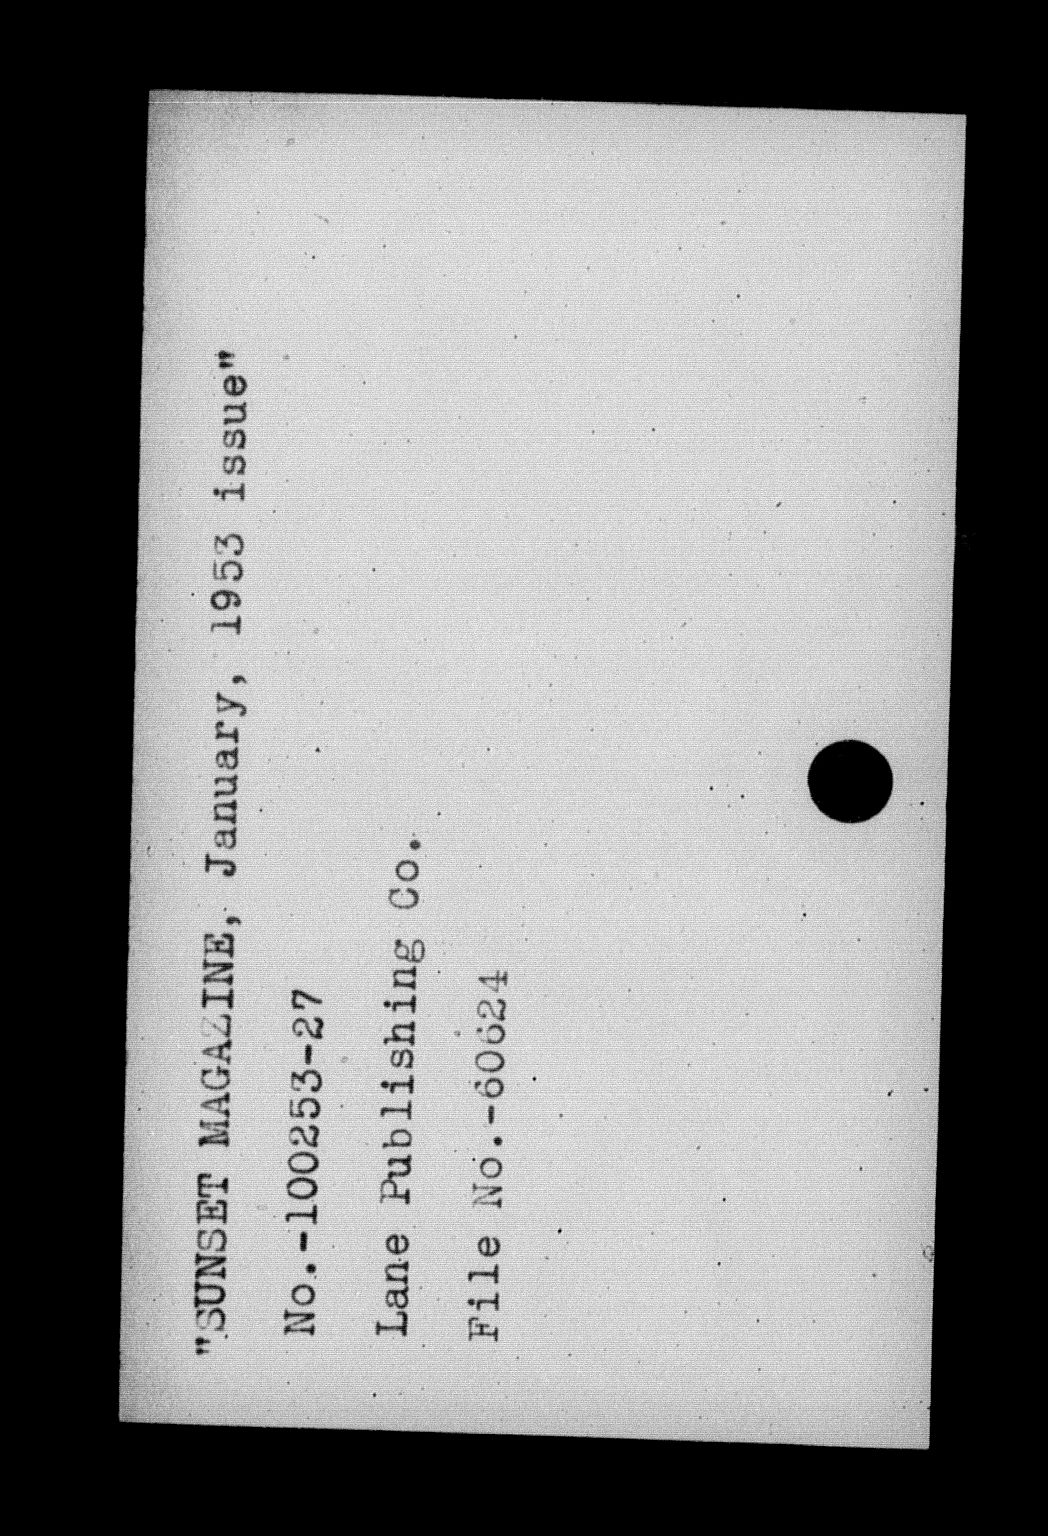 "SUNSET MAGAZINE, January, 1953 issue"
No.-100253-27
Lane Publishing Co.
File No.-60624